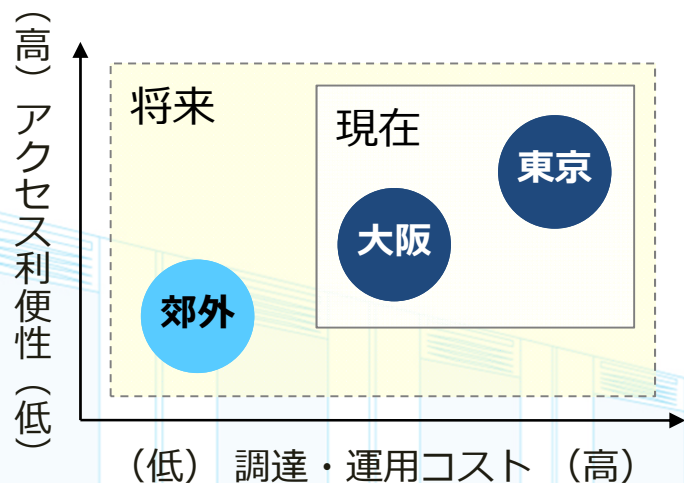 （高）アクセス利便性（低）
将来
現在
東京
大阪
郊外
（低） 調達・運用コスト （高）